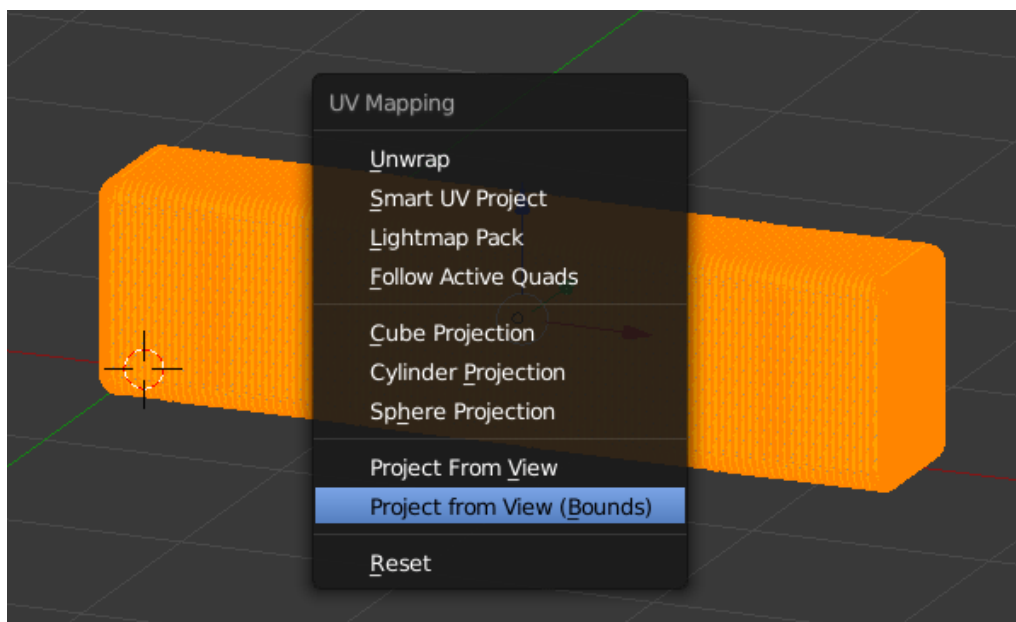 UV Mapping
Unwrap
Smart UV Project
Lightmap Pack
Follow Active Quads
Cube Projection
Cylinder Projection
Sphere Projection
Project From View
Project from View (Bounds)
Reset